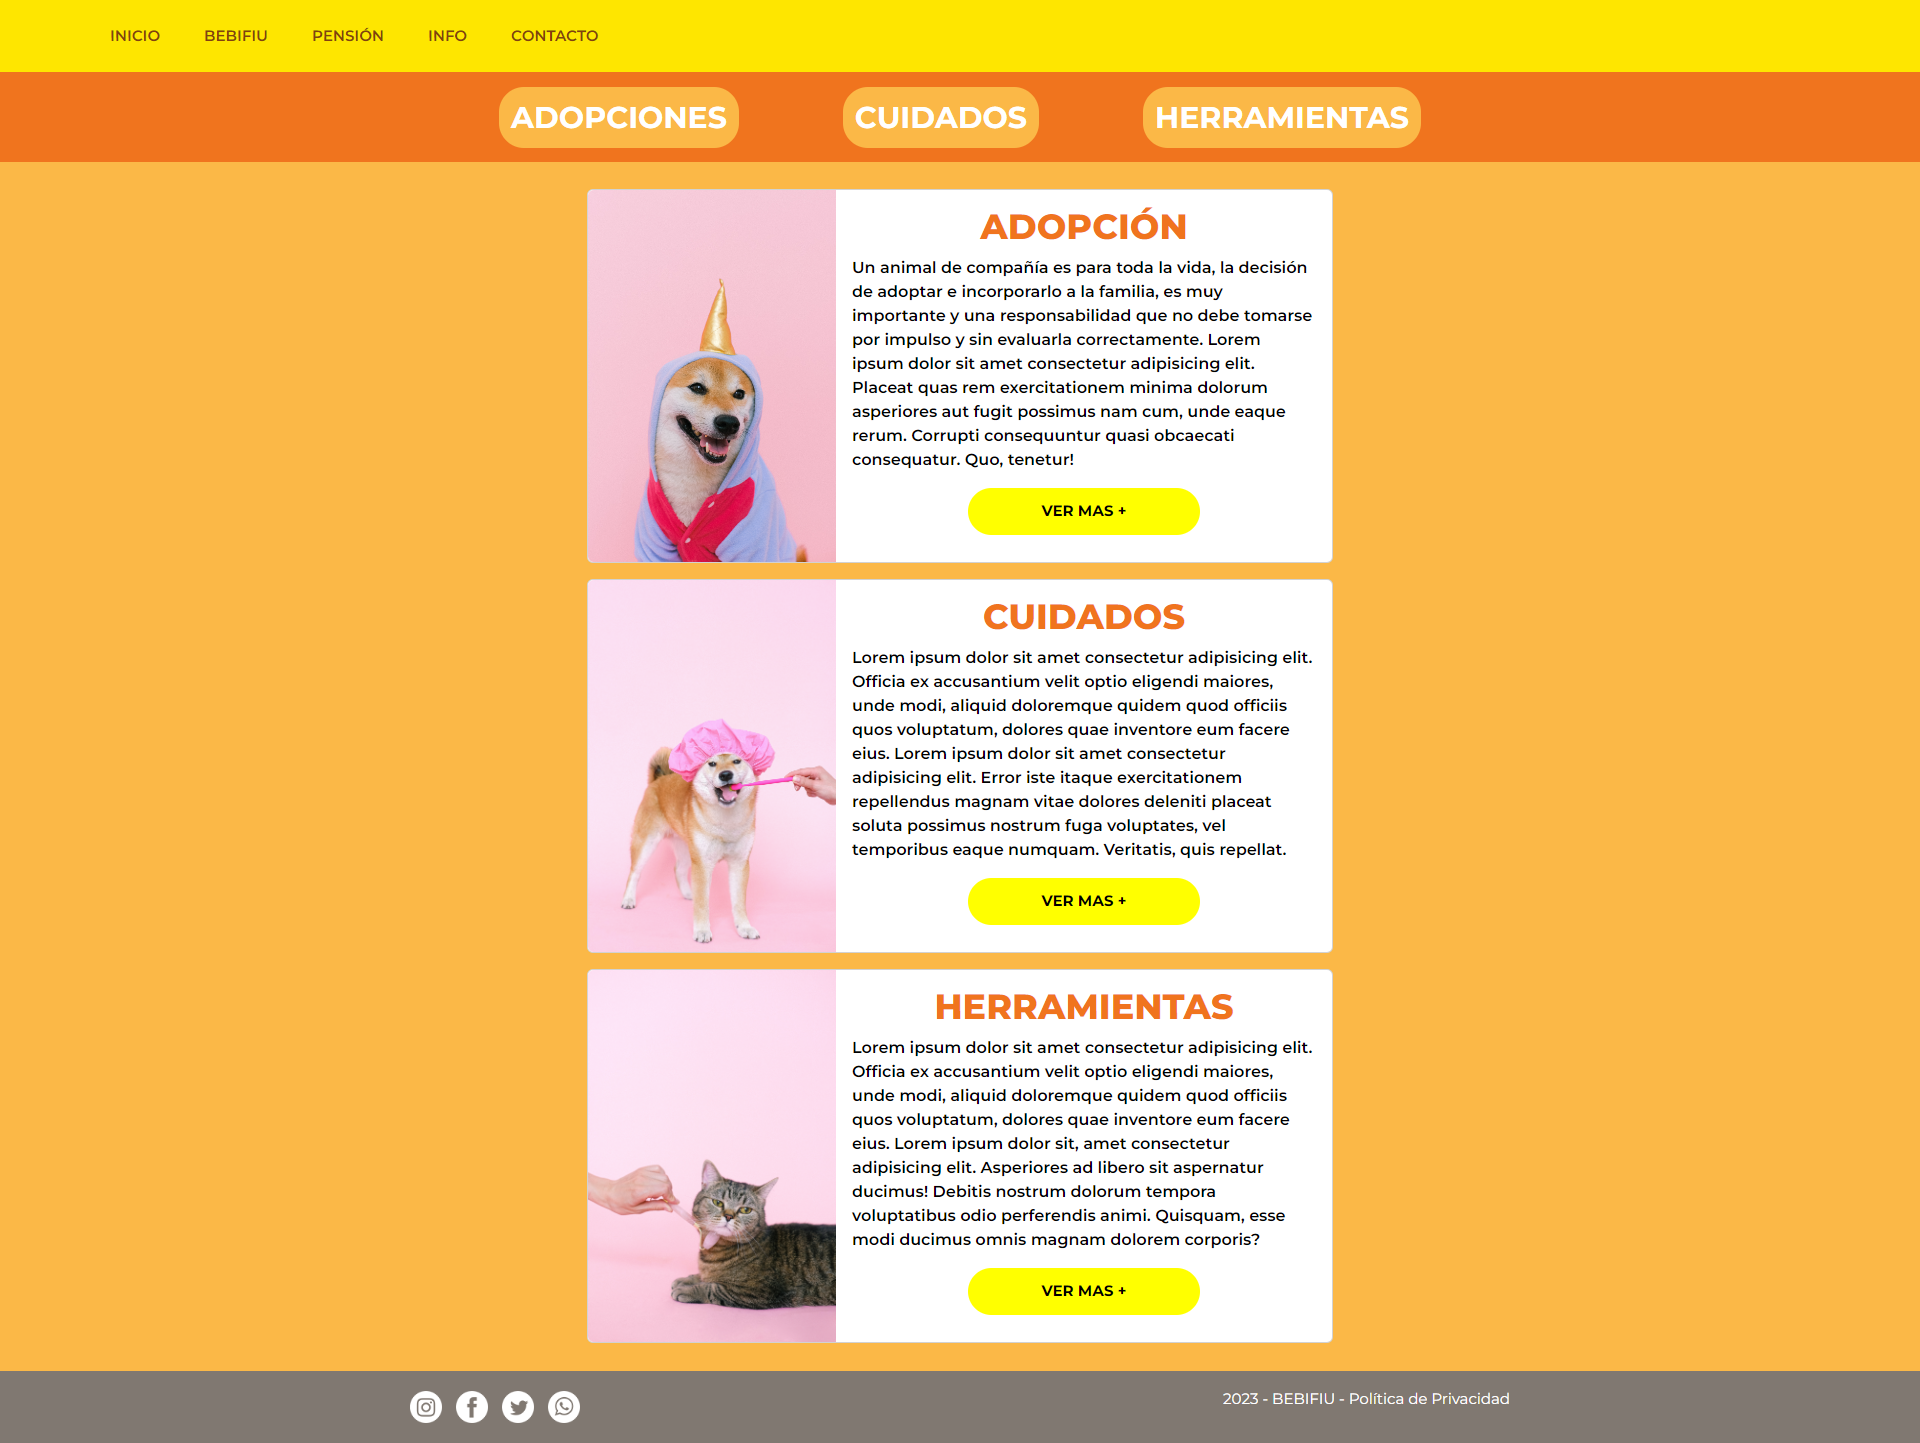 INICIO BEBIFIU PENSIÓN INFO CONTACTO
ADOPCIONES CUIDADOS HERRAMIENTAS
ADOPCIÓN
Un animal de compañía es para toda la vida, la decisión
de adoptar e incorporarlo a la familia, es muy
importante y una responsabilidad que no debe tomarse
por impulso y sin evaluarla correctamente. Lorem
ipsum dolor sit amet consectetur adipisicing elit.
Placeat quas rem exercitationem minima dolorum
asperiores aut fugit possimus nam cum, unde eaque
rerum. Corrupti consequuntur quasi obcaecati
consequatur. Quo, tenetur!
VER MAS +
CUIDADOS
Lorem ipsum dolor sit amet consectetur adipisicing elit.
Officia ex accusantium velit optio eligendi maiores,
unde modi, aliquid doloremque quidem quod officiis
quos voluptatum, dolores quae inventore eum facere
eius. Lorem ipsum dolor sit amet consectetur
adipisicing elit. Error iste itaque exercitationem
repellendus magnam vitae dolores deleniti placeat
soluta possimus nostrum fuga voluptates, vel
temporibus eaque numquam. Veritatis, quis repellat.
VER MAS +
HERRAMIENTAS
Lorem ipsum dolor sit amet consectetur adipisicing elit.
Officia ex accusantium velit optio eligendi maiores,
unde modi, aliquid doloremque quidem quod officiis
quos voluptatum, dolores quae inventore eum facere
eius. Lorem ipsum dolor sit, amet consectetur
adipisicing elit. Asperiores ad libero sit aspernatur
ducimus! Debitis nostrum dolorum tempora
voluptatibus odio perferendis animi. Quisquam, esse
modi ducimus omnis magnam dolorem corporis?
VER MAS +
2023 - BEBIFIU - Política de Privacidad